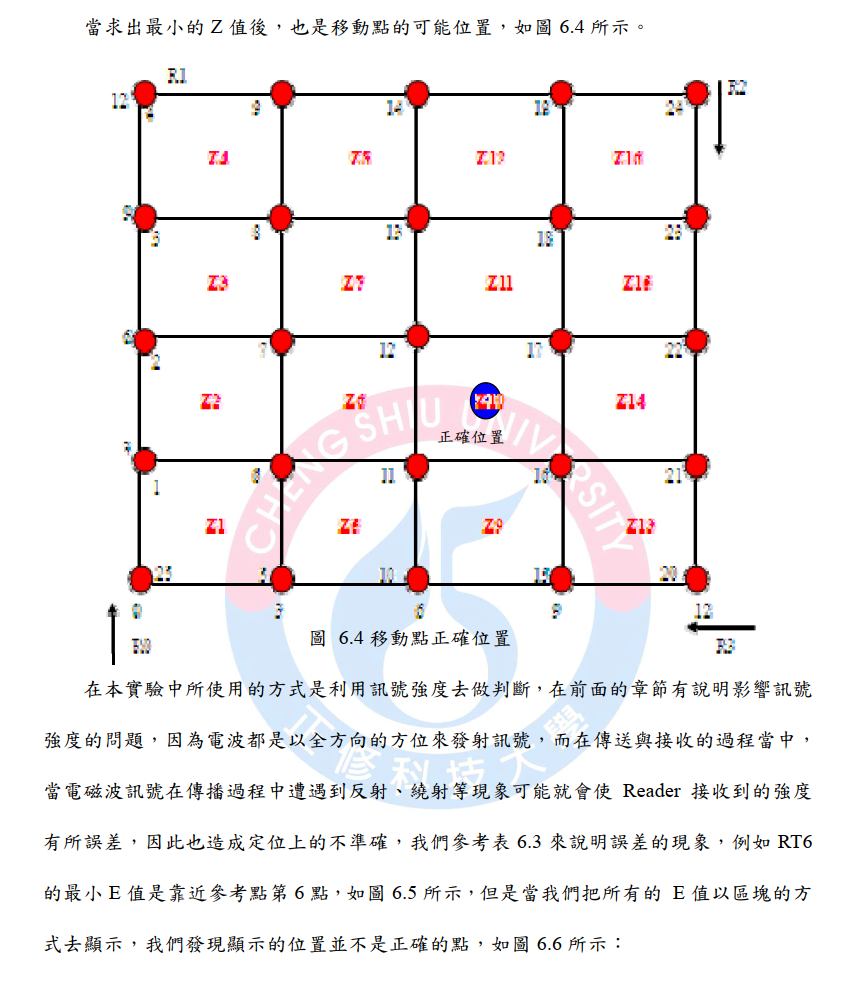 當求出最小的 Z 值後，也是移動點的可能位置，如圖 6.4 所示。
R1
R2
12 4 9 14 19 24
Z4 Z8 Z12 Z16
9 3 8 13 18 23
Z3 Z7 Z11 Z15
6 2 7 12 17 22
Z2 Z6 Z10 Z14
正確位置
3 1 6 11 16 21
Z1 Z5 Z9 Z13
25 5 10 15 20
0 3 6 9 12
R0
R3
圖 6.4 移動點正確位置
CHENG SHIU UNIVERSITY
正修科技大學
在本實驗中所使用的方式是利用訊號強度去做判斷，在前面的章節有說明影響訊號
強度的問題，因為電波都是以全方向的方位來發射訊號，而在傳送與接收的過程當中，
當電磁波訊號在傳播過程中遭遇到反射、繞射等現象可能就會使 Reader 接收到的強度
有所誤差，因此也造成定位上的不準確，我們參考表 6.3 來說明誤差的現象，例如 RT6
的最小 E 值是靠近參考點第 6 點，如圖 6.5 所示，但是當我們把所有的 E 值以區塊的方
式去顯示，我們發現顯示的位置並不是正確的點，如圖 6.6 所示：